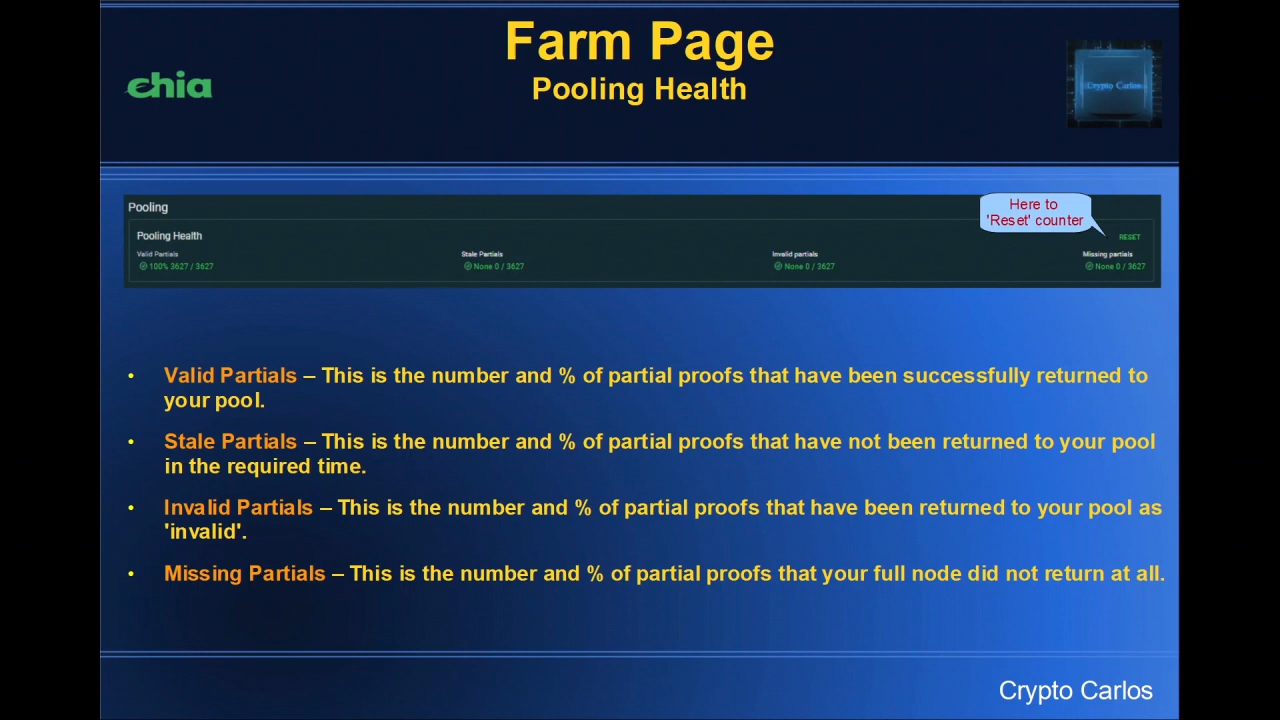 Farm Page
chia
Pooling Health
Crypto Carlos
Pooling
Here to
'Reset' counter
Pooling Health
RESET
Valid Partials
Stale Partials
Invalid partials
Missing partials
100% 3627 / 3627
None 0 / 3627
None 0 / 3627
None 0 / 3627
• Valid Partials – This is the number and % of partial proofs that have been successfully returned to
your pool.
• Stale Partials – This is the number and % of partial proofs that have not been returned to your pool
in the required time.
• Invalid Partials – This is the number and % of partial proofs that have been returned to your pool as
'invalid'.
• Missing Partials – This is the number and % of partial proofs that your full node did not return at all.
Crypto Carlos